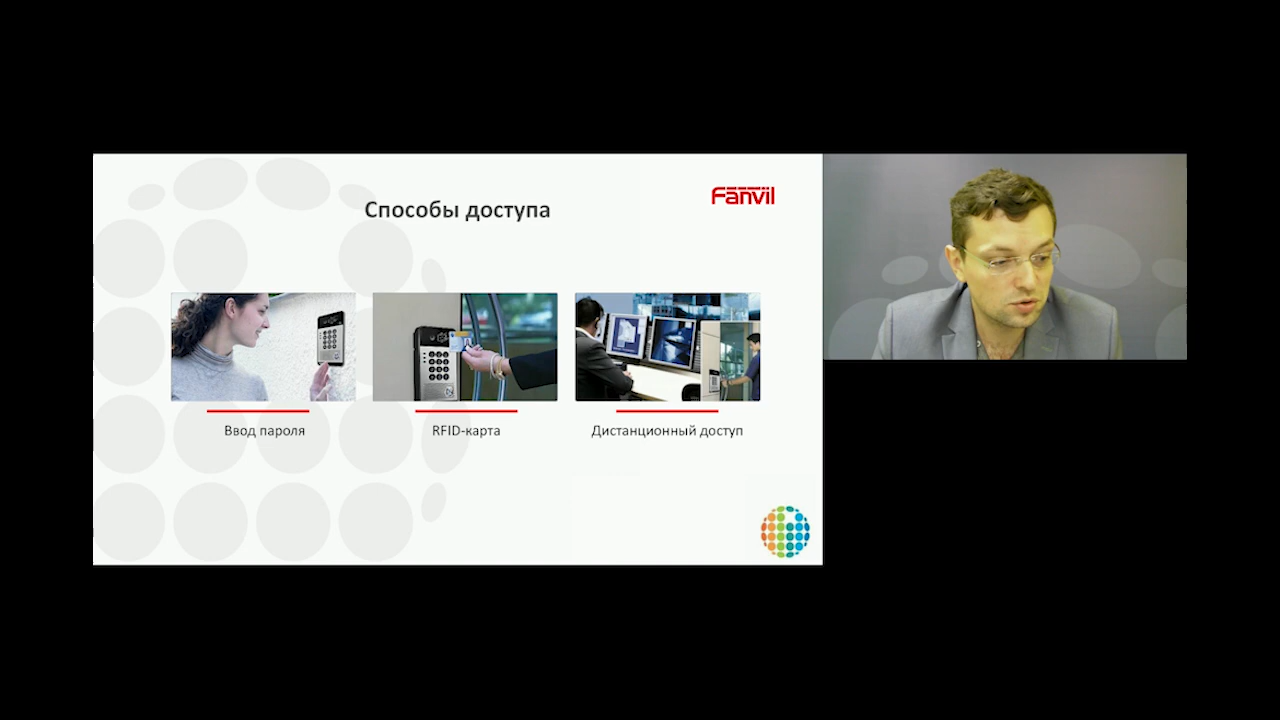 Способы доступа
Fanvil
Ввод пароля
RFID-карта
Дистанционный доступ